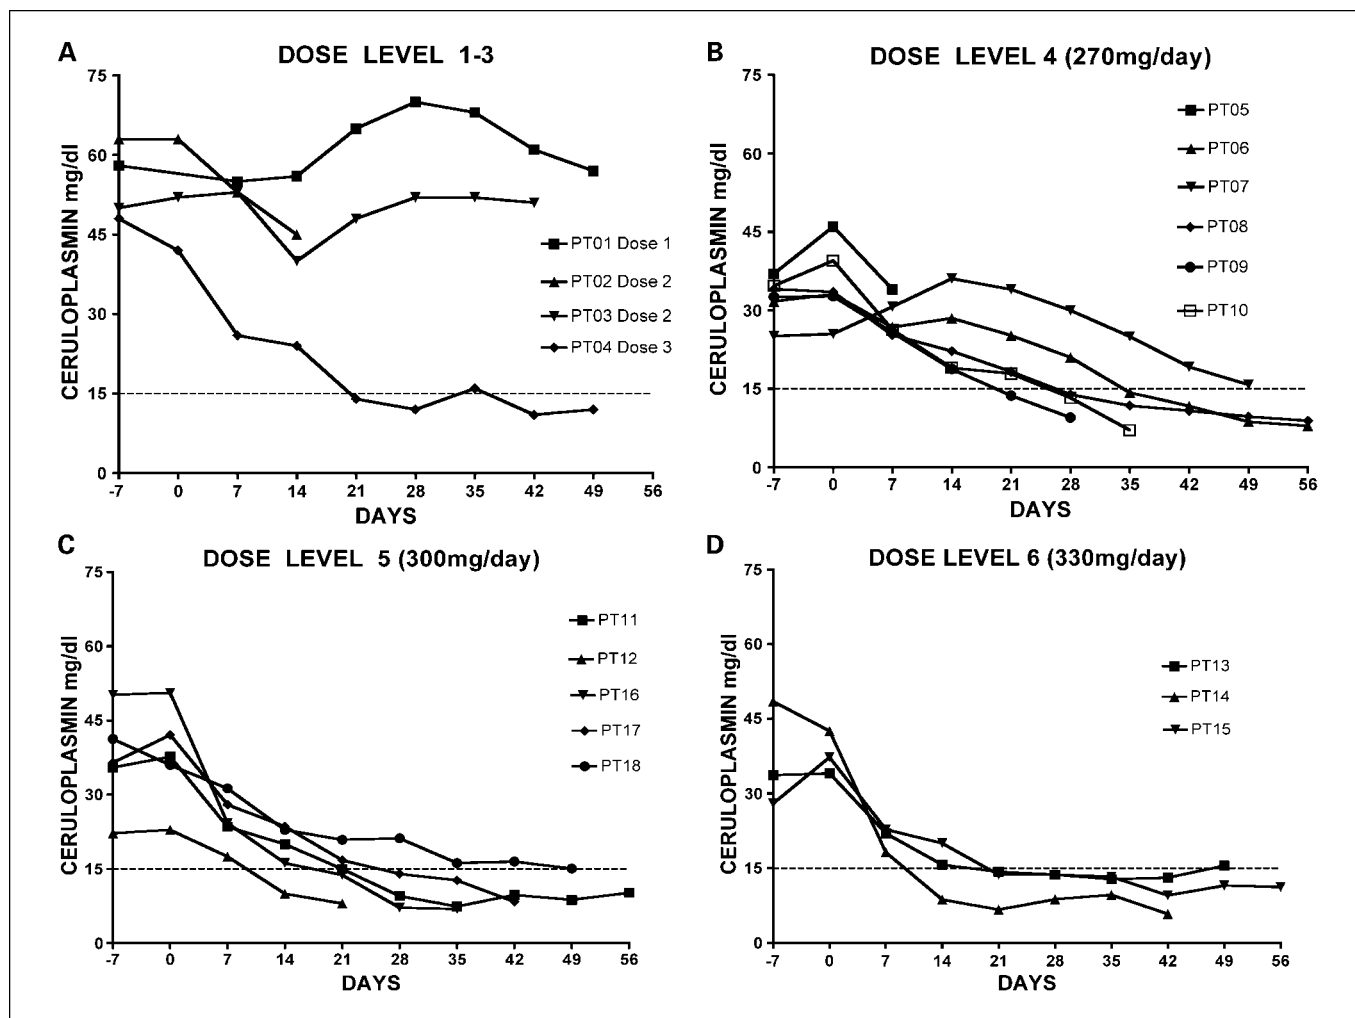 A
DOSE LEVEL 1-3
CERULOPLASMIN mg/dl
75
60
45
30
15
0
PT01 Dose 1
PT02 Dose 2
PT03 Dose 2
PT04 Dose 3
-7 0 7 14 21 28 35 42 49 56
DAYS
B
DOSE LEVEL 4 (270mg/day)
CERULOPLASMIN mg/dl
75
60
45
30
15
0
PT05
PT06
PT07
PT08
PT09
PT10
-7 0 7 14 21 28 35 42 49 56
DAYS
C
DOSE LEVEL 5 (300mg/day)
CERULOPLASMIN mg/dl
75
60
45
30
15
0
PT11
PT12
PT16
PT17
PT18
-7 0 7 14 21 28 35 42 49 56
DAYS
D
DOSE LEVEL 6 (330mg/day)
CERULOPLASMIN mg/dl
75
60
45
30
15
0
PT13
PT14
PT15
-7 0 7 14 21 28 35 42 49 56
DAYS